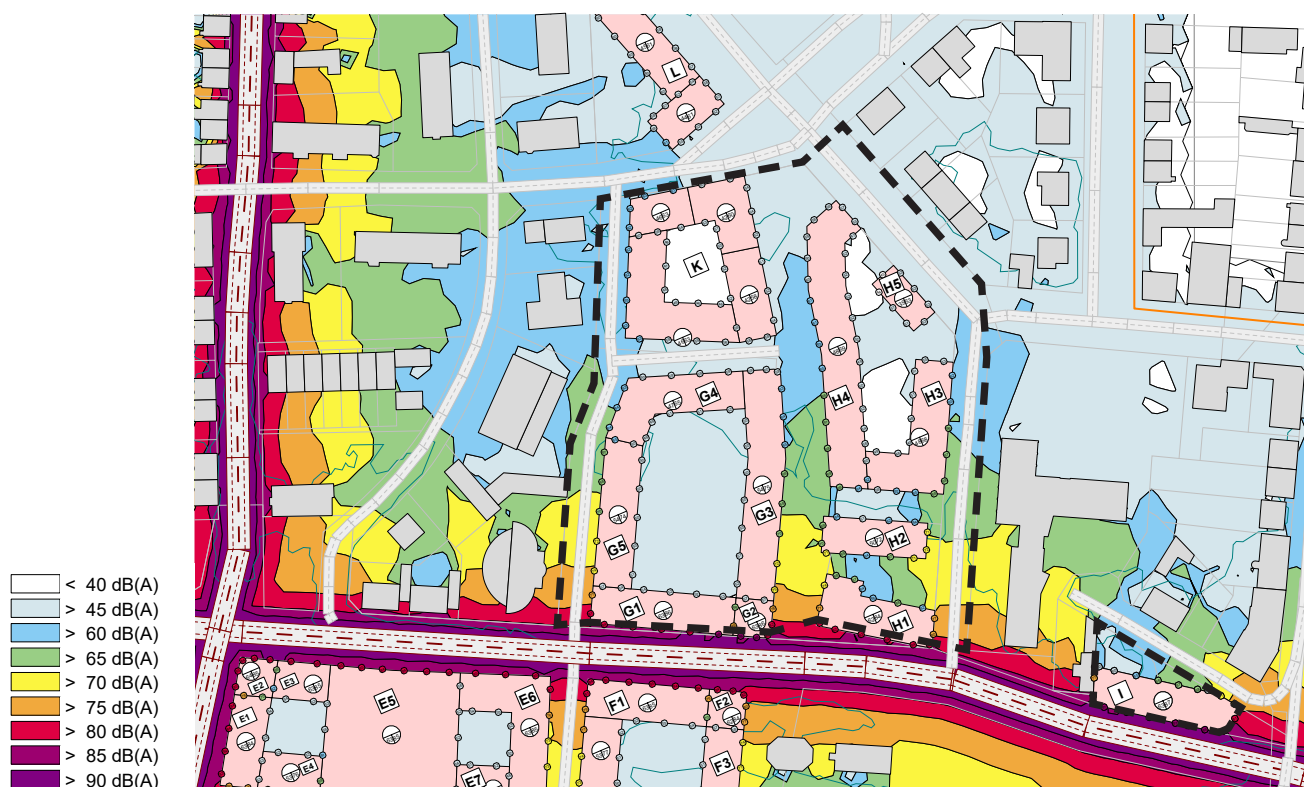 L
K
H5
G4
H4
H3
G3
H2
G5
G1
G2
H1
E3
E2
E5
E6
F1
F2
I
E1
E4
E7
F3
< 40 dB(A)
> 45 dB(A)
> 60 dB(A)
> 65 dB(A)
> 70 dB(A)
> 75 dB(A)
> 80 dB(A)
> 85 dB(A)
> 90 dB(A)